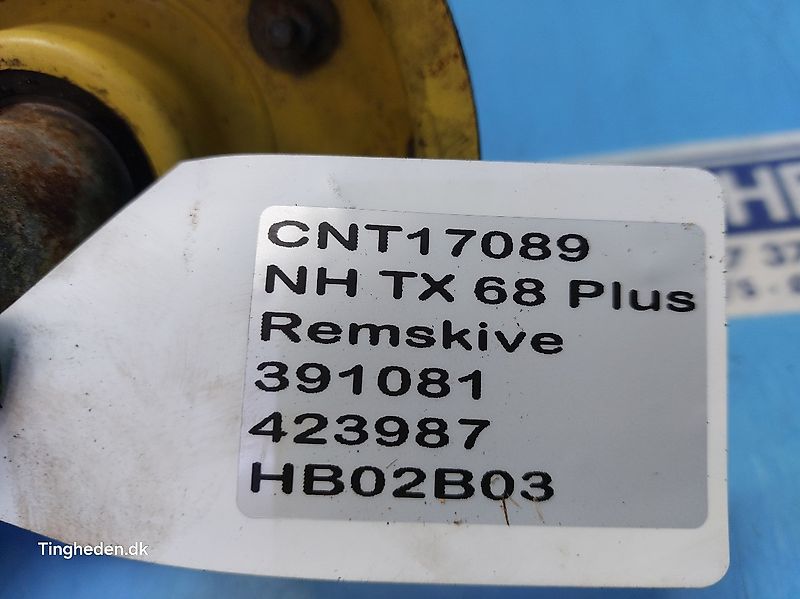 CNT17089
NH TX 68 Plus
Remskive
391081
423987
HB02B03
Tingheden.dk